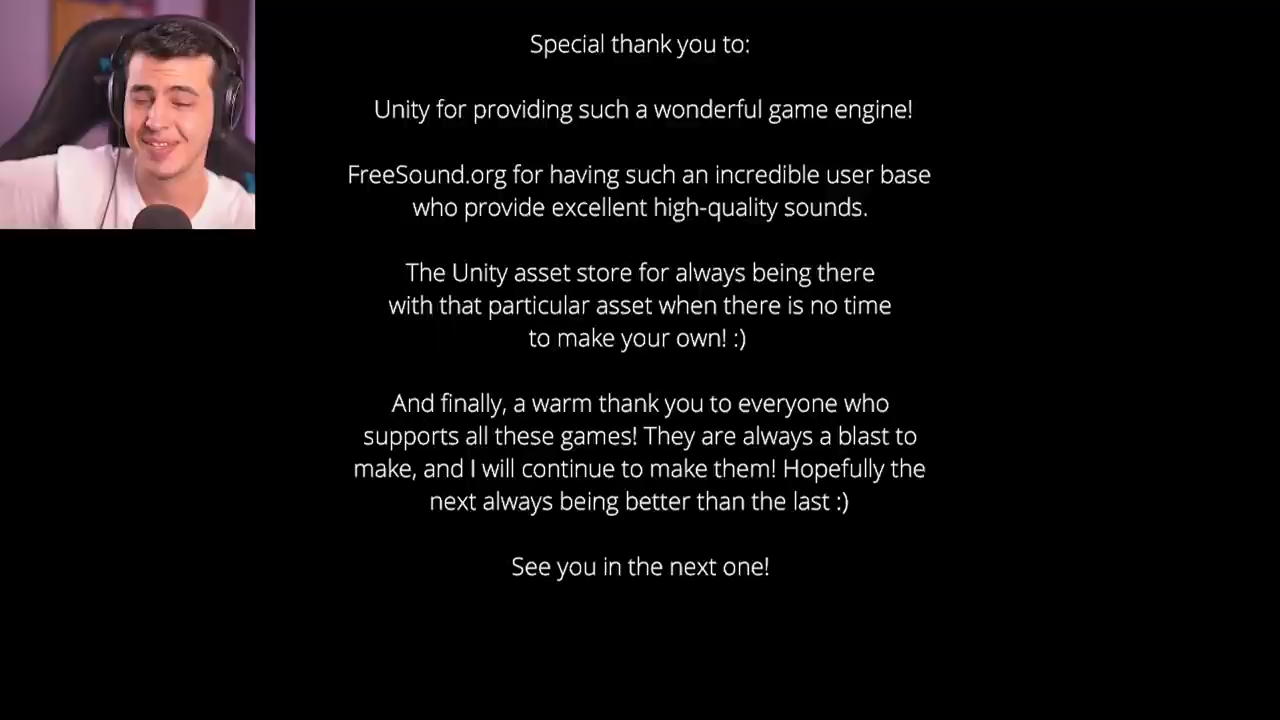 Special thank you to:
Unity for providing such a wonderful game engine!
FreeSound.org for having such an incredible user base
who provide excellent high-quality sounds.
The Unity asset store for always being there
with that particular asset when there is no time
to make your own! :)
And finally, a warm thank you to everyone who
supports all these games! They are always a blast to
make, and I will continue to make them! Hopefully the
next always being better than the last :)
See you in the next one!